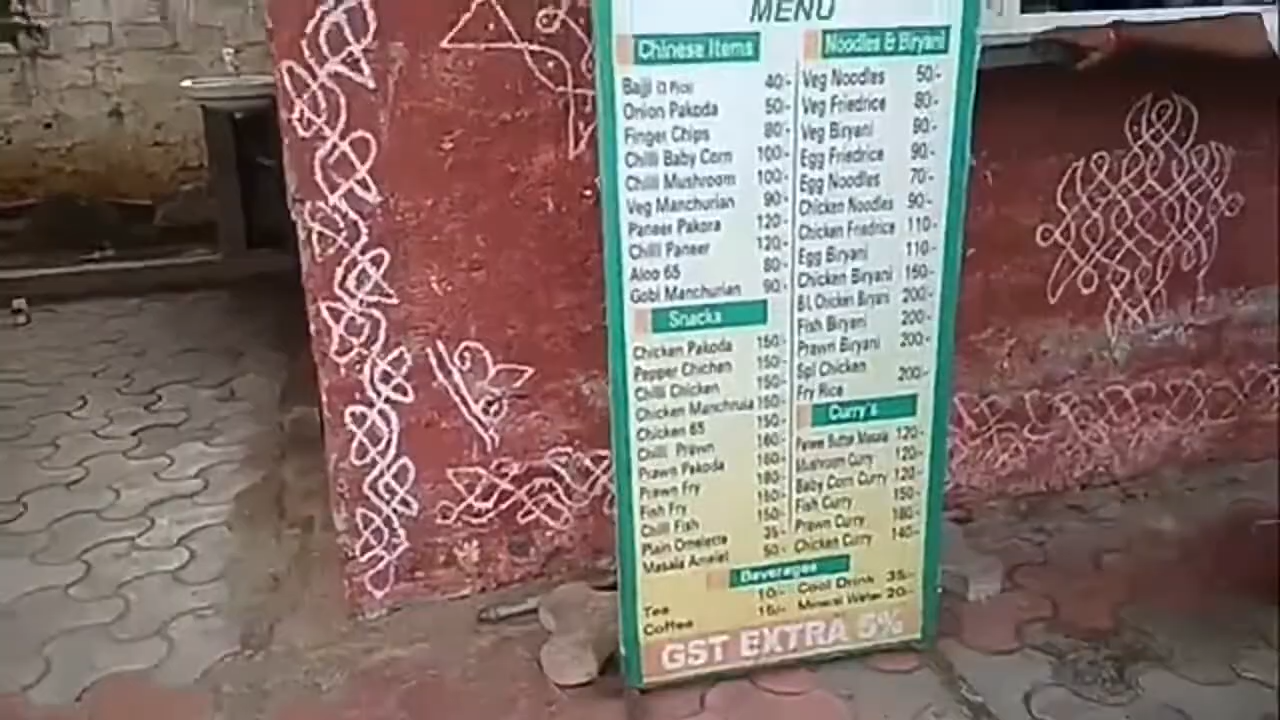 MENU
Chinese Items
Bajji (3 Pics) 40/-
Onion Pakoda 50/-
Finger Chips 80/-
Chilli Baby Corn 100/-
Chilli Mushroom 100/-
Veg Manchurian 90/-
Paneer Pakora 120/-
Chilli Paneer 120/-
Aloo 65 80/-
Gobi Manchurian 90/-
Snacks
Chicken Pakoda 150/-
Pepper Chichen 150/-
Chilli Chicken 150/-
Chicken Manchruia 150/-
Chicken 65 150/-
Chilli Prawn 160/-
Prawn Pakoda 160/-
Prawn Fry 180/-
Fish Fry 150/-
Chilli Fish 150/-
Plain Omelette 35/-
Masala Amelet 50/-
Noodles & Biryani
Veg Noodles 50/-
Veg Friedrice 80/-
Veg Biryani 90/-
Egg Friedrice 90/-
Egg Noodles 70/-
Chicken Noodles 90/-
Chicken Friedrice 110/-
Egg Biryani 110/-
Chicken Biryani 150/-
B/L Chicken Biryani 200/-
Fish Biryani 200/-
Prawn Biryani 200/-
Spl Chicken
Fry Rice 200/-
Curry's
Paneer Butter Masala 120/-
Mushroom Curry 120/-
Baby Corn Curry 120/-
Fish Curry 150/-
Prawn Curry 180/-
Chicken Curry 140/-
Beverages
Tea 10/-
Coffee 15/-
Cool Drink 35/-
Mineral Water 20/-
GST EXTRA 5%